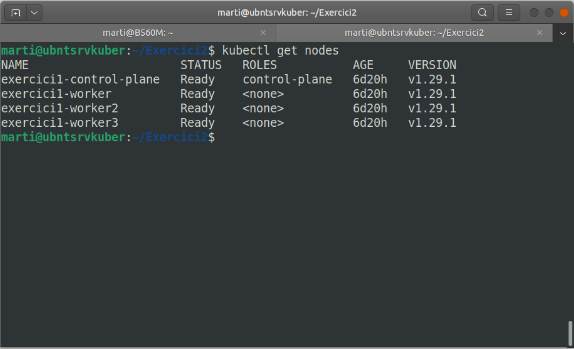 marti@ubntsrvkuber: ~/Exercici2
marti@BS60M: ~
marti@ubntsrvkuber: ~/Exercici2
marti@ubntsrvkuber:~/Exercici2$ kubectl get nodes
NAME STATUS ROLES AGE VERSION
exercici1-control-plane Ready control-plane 6d20h v1.29.1
exercici1-worker Ready <none> 6d20h v1.29.1
exercici1-worker2 Ready <none> 6d20h v1.29.1
exercici1-worker3 Ready <none> 6d20h v1.29.1
marti@ubntsrvkuber:~/Exercici2$